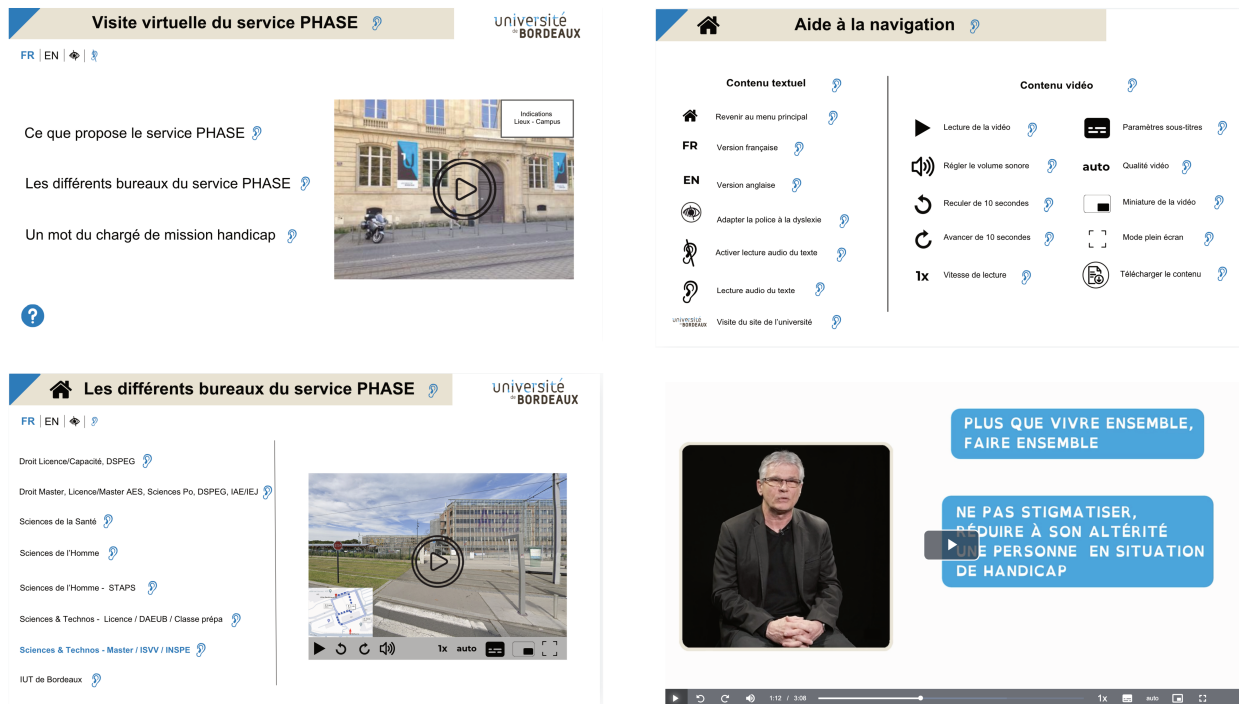 Visite virtuelle du service PHASE
université
de BORDEAUX
FR | EN
Ce que propose le service PHASE
Les différents bureaux du service PHASE
Un mot du chargé de mission handicap
Indications
Lieux - Campus
?
Aide à la navigation
Contenu textuel
Revenir au menu principal
FR Version française
EN Version anglaise
Adapter la police à la dyslexie
Activer lecture audio du texte
Lecture audio du texte
université
de BORDEAUX
Visite du site de l'université
Contenu vidéo
Lecture de la vidéo
Régler le volume sonore
Reculer de 10 secondes
Avancer de 10 secondes
1x Vitesse de lecture
Paramètres sous-titres
auto Qualité vidéo
Miniature de la vidéo
Mode plein écran
Télécharger le contenu
Les différents bureaux du service PHASE
université
de BORDEAUX
FR | EN
Droit Licence/Capacité, DSPEG
Droit Master, Licence/Master AES, Sciences Po, DSPEG, IAE/IEJ
Sciences de la Santé
Sciences de l'Homme
Sciences de l'Homme - STAPS
Sciences & Technos - Licence / DAEUB / Classe prépa
Sciences & Technos - Master / ISVV / INSPE
IUT de Bordeaux
1x auto
PLUS QUE VIVRE ENSEMBLE,
FAIRE ENSEMBLE
NE PAS STIGMATISER,
RÉDUIRE À SON ALTÉRITÉ
UNE PERSONNE EN SITUATION
DE HANDICAP
1:12 / 3:08
1x auto